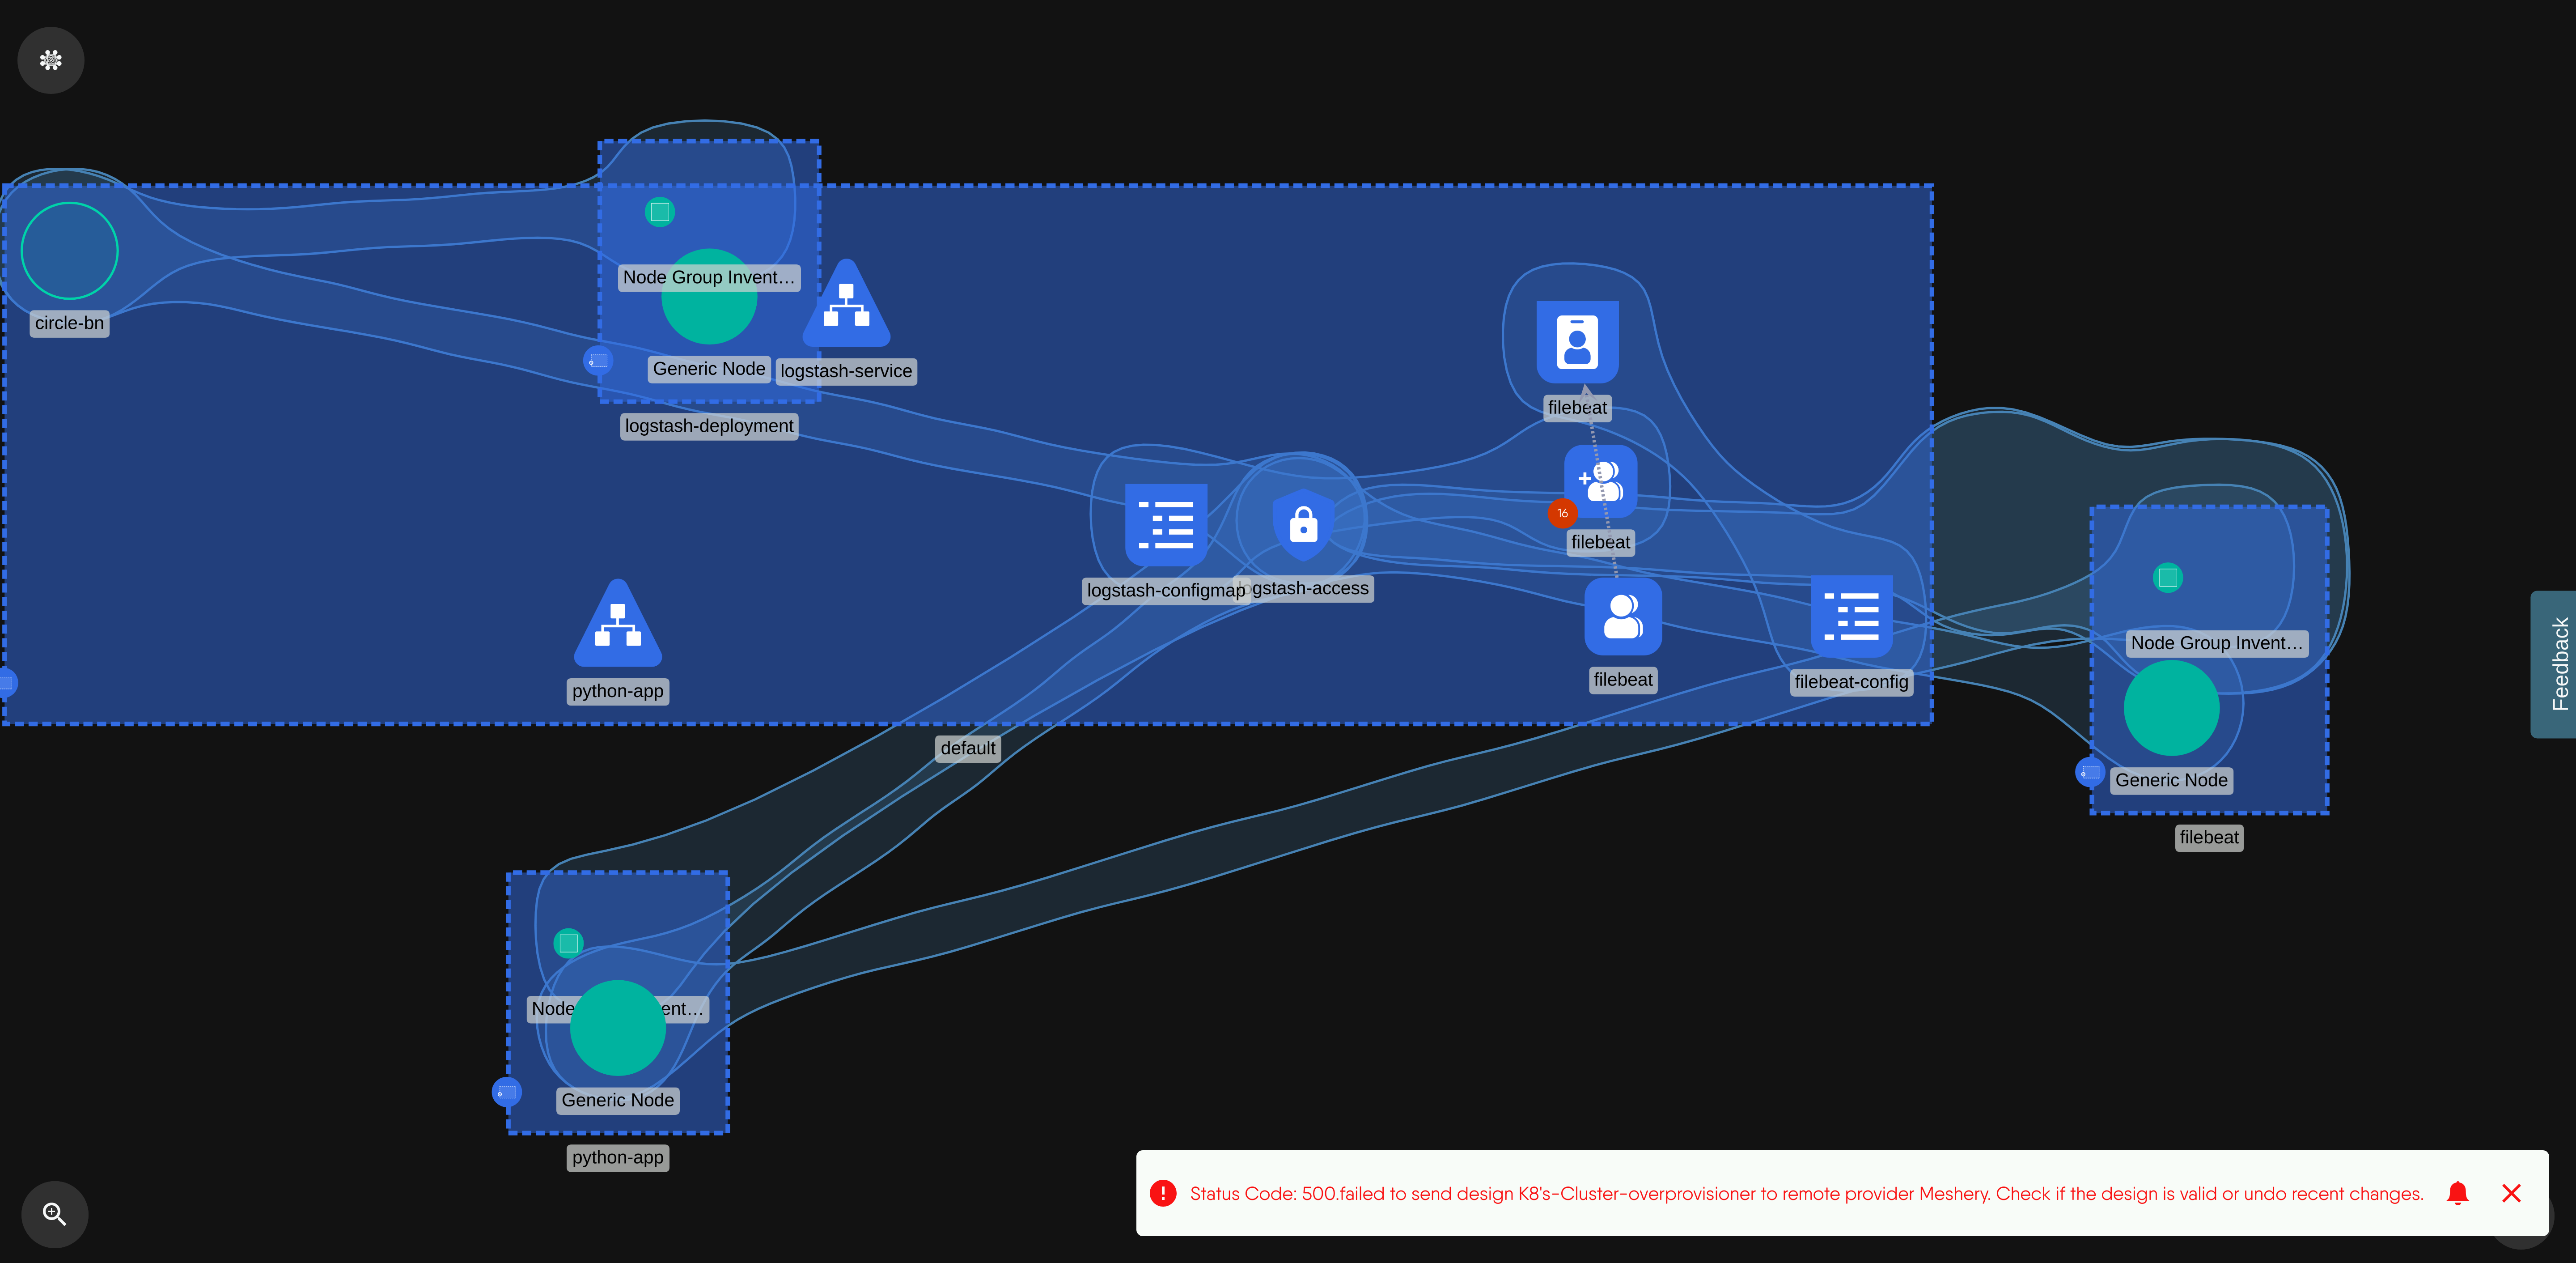 circle-bn
Node Group Invent...
Generic Node
logstash-service
logstash-deployment
filebeat
16
filebeat
logstash-configmap
ogstash-access
filebeat
filebeat-config
python-app
default
Node Group Invent...
Generic Node
filebeat
Feedback
Node
ent...
Generic Node
python-app
Status Code: 500.failed to send design K8's-Cluster-overprovisioner to remote provider Meshery. Check if the design is valid or undo recent changes.